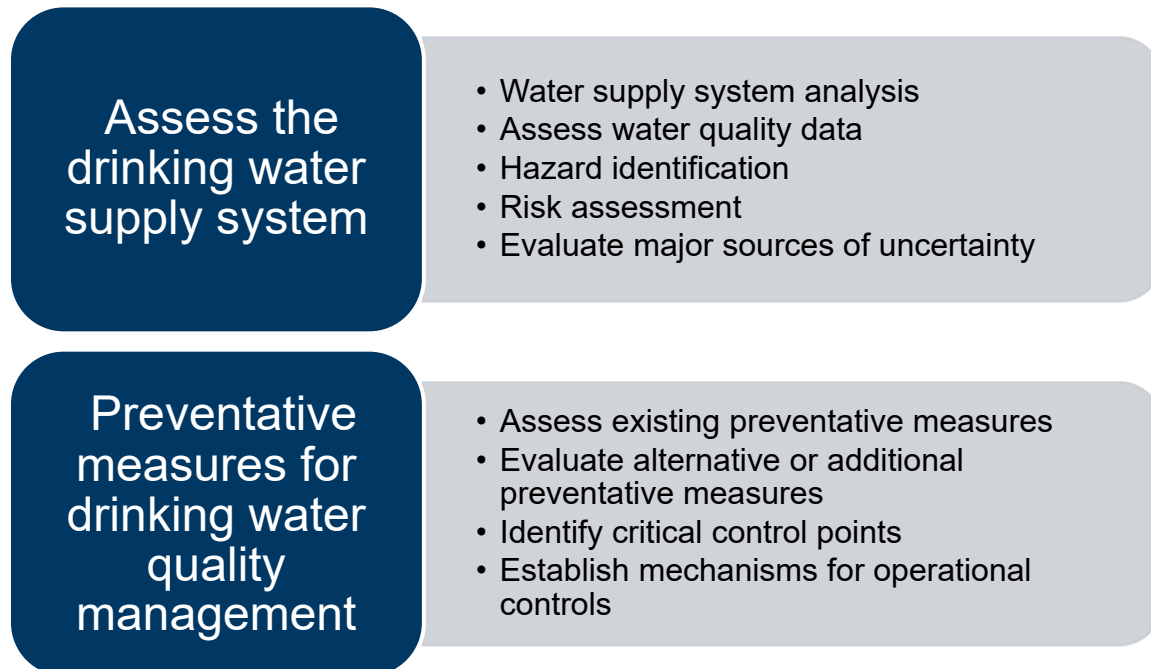 Assess the
drinking water
supply system
• Water supply system analysis
• Assess water quality data
• Hazard identification
• Risk assessment
• Evaluate major sources of uncertainty
Preventative
measures for
drinking water
quality
management
• Assess existing preventative measures
• Evaluate alternative or additional
preventative measures
• Identify critical control points
• Establish mechanisms for operational
controls